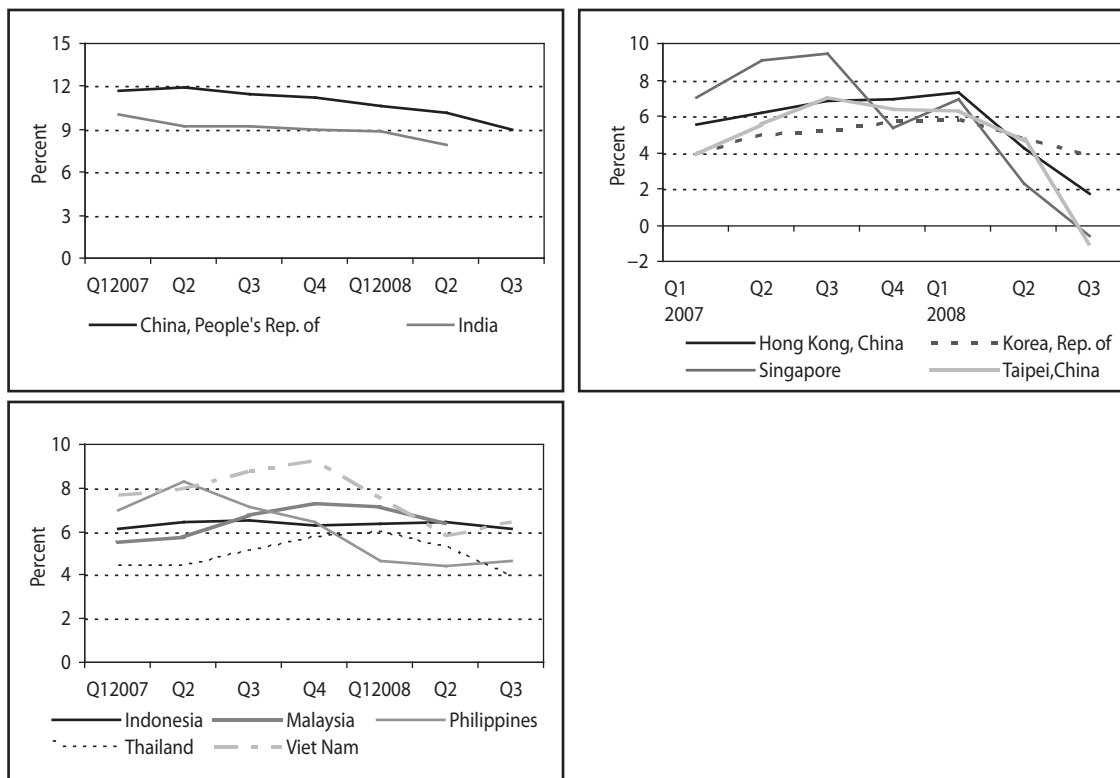 15
12
9
6
3
0
Percent
Q12007 Q2 Q3 Q4 Q12008 Q2 Q3
China, People's Rep. of India
10
8
6
4
2
0
−2
Percent
Q1 Q2 Q3 Q4 Q1 Q2 Q3
2007 2008
Hong Kong, China Korea, Rep. of
Singapore Taipei,China
10
8
6
4
2
0
Percent
Q12007 Q2 Q3 Q4 Q12008 Q2 Q3
Indonesia Malaysia Philippines
Thailand Viet Nam